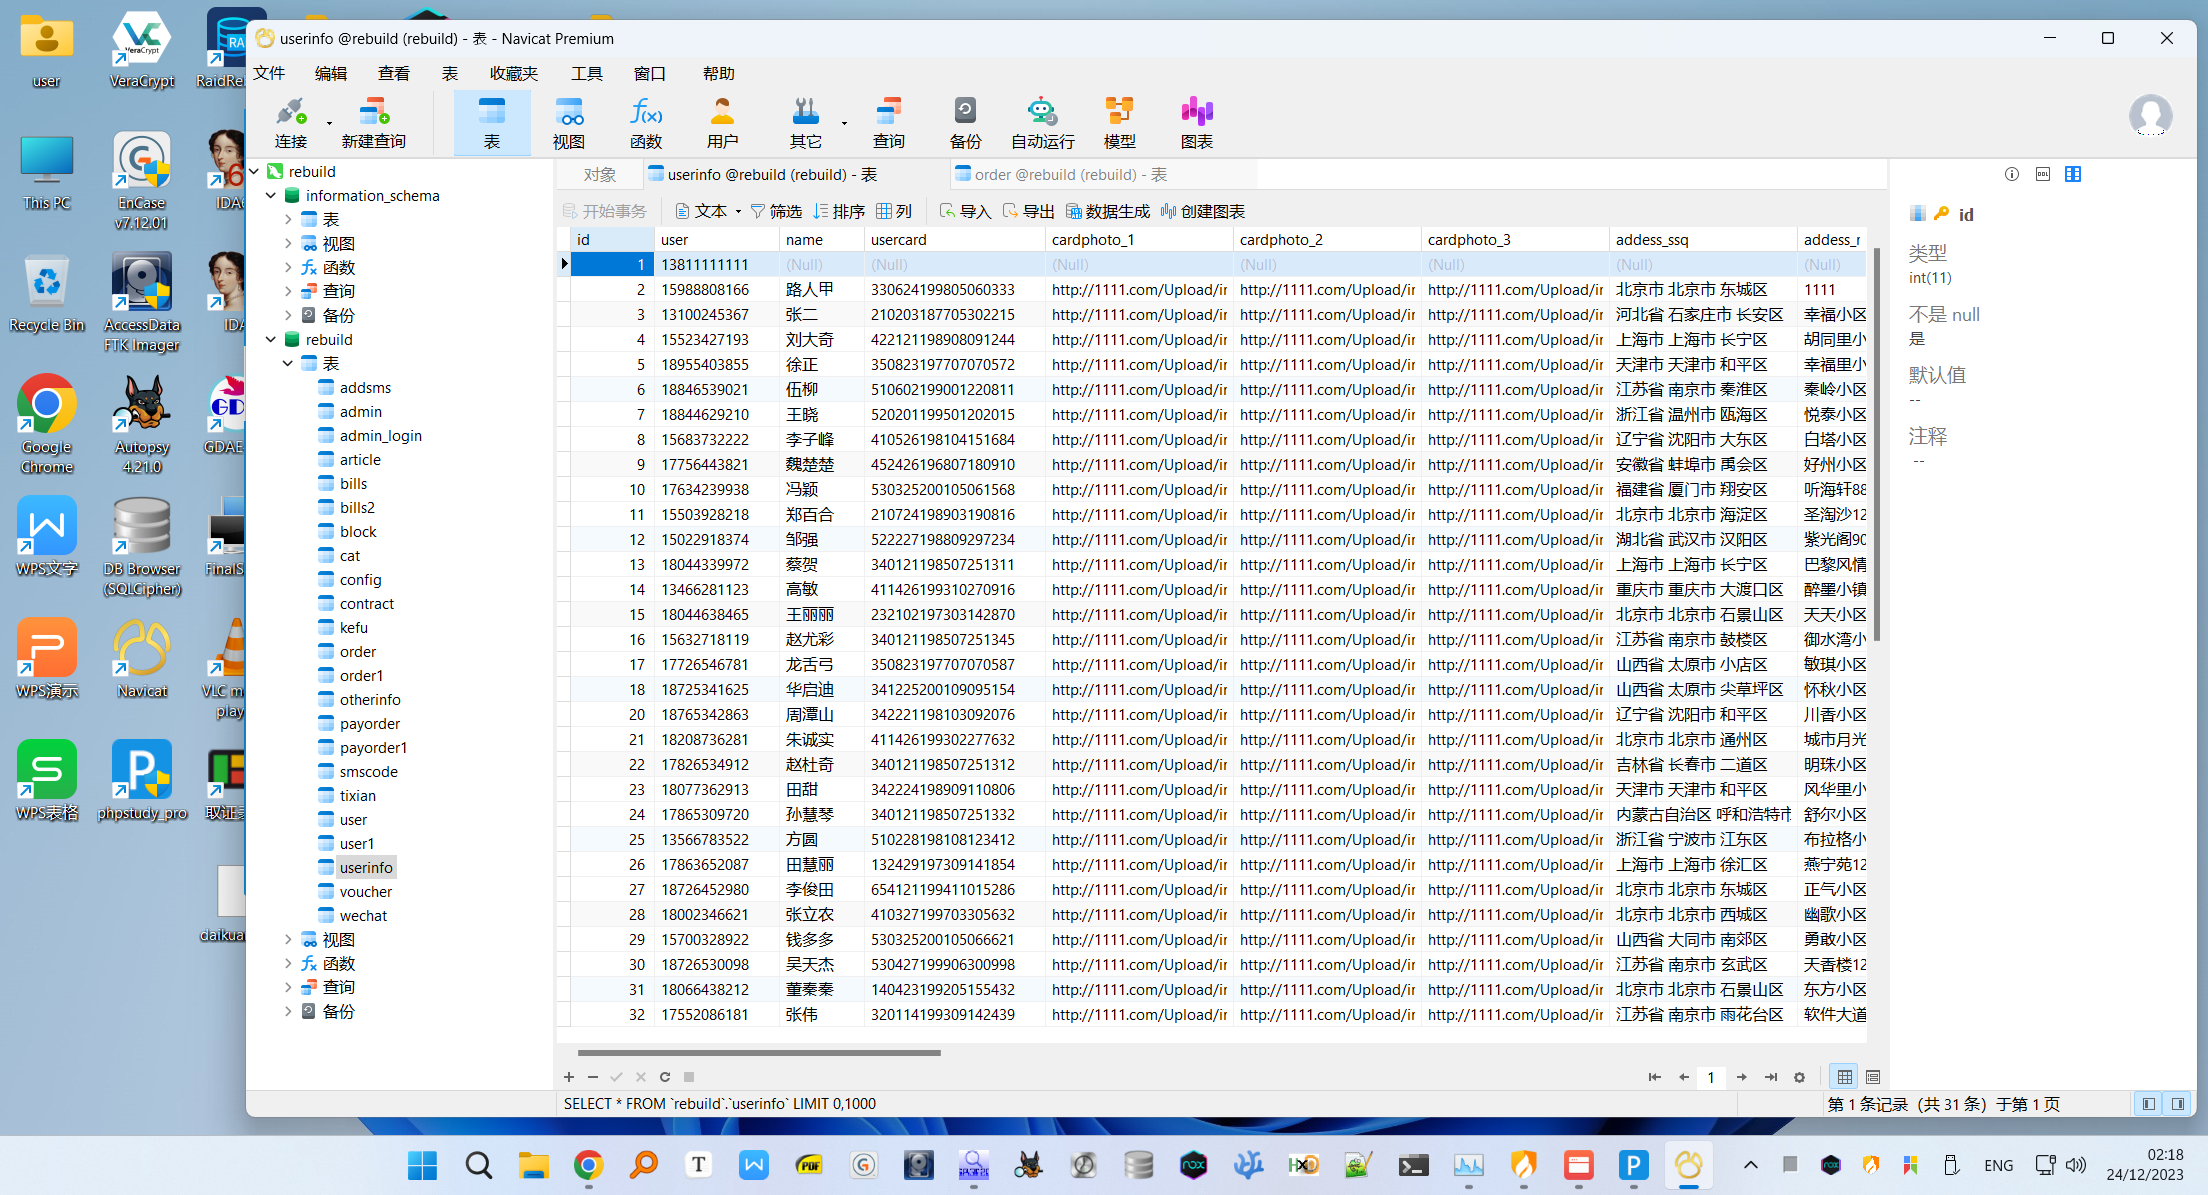 user
VeraCrypt
RaidRe
This PC
EnCase v7.12.01
IDA
Recycle Bin
AccessData FTK Imager
IDA
Google Chrome
Autopsy 4.21.0
GDAE
WPS文字
DB Browser (SQLCipher)
FinalS
WPS演示
Navicat
VLC m play
WPS表格
phpstudy_pro
daikua
userinfo @rebuild (rebuild) - 表 - Navicat Premium
文件 编辑 查看 表 收藏夹 工具 窗口 帮助
连接 新建查询 表 视图 函数 用户 其它 查询 备份 自动运行 模型 图表
rebuild
information_schema
表
视图
函数
查询
备份
rebuild
表
addsms
admin
admin_login
article
bills
bills2
block
cat
config
contract
kefu
order
order1
otherinfo
payorder
payorder1
smscode
tixian
user
user1
userinfo
voucher
wechat
视图
函数
查询
备份
对象 userinfo @rebuild (rebuild) - 表 order @rebuild (rebuild) - 表
开始事务 文本 筛选 排序 列 导入 导出 数据生成 创建图表
id user name usercard cardphoto_1 cardphoto_2 cardphoto_3 addess_ssq addess_r
1 13811111111 (Null) (Null) (Null) (Null) (Null) (Null) (Null)
2 15988808166 路人甲 330624199805060333 http://1111.com/Upload/ir http://1111.com/Upload/ir http://1111.com/Upload/ir 北京市 北京市 东城区 1111
3 13100245367 张二 210203187705302215 http://1111.com/Upload/ir http://1111.com/Upload/ir http://1111.com/Upload/ir 河北省 石家庄市 长安区 幸福小区
4 15523427193 刘大奇 422121198908091244 http://1111.com/Upload/ir http://1111.com/Upload/ir http://1111.com/Upload/ir 上海市 上海市 长宁区 胡同里小
5 18955403855 徐正 350823197707070572 http://1111.com/Upload/ir http://1111.com/Upload/ir http://1111.com/Upload/ir 天津市 天津市 和平区 幸福里小
6 18846539021 伍柳 510602199001220811 http://1111.com/Upload/ir http://1111.com/Upload/ir http://1111.com/Upload/ir 江苏省 南京市 秦淮区 秦岭小区
7 18844629210 王晓 520201199501202015 http://1111.com/Upload/ir http://1111.com/Upload/ir http://1111.com/Upload/ir 浙江省 温州市 瓯海区 悦泰小区
8 15683732222 李子峰 410526198104151684 http://1111.com/Upload/ir http://1111.com/Upload/ir http://1111.com/Upload/ir 辽宁省 沈阳市 大东区 白塔小区
9 17756443821 魏楚楚 452426196807180910 http://1111.com/Upload/ir http://1111.com/Upload/ir http://1111.com/Upload/ir 安徽省 蚌埠市 禹会区 好州小区
10 17634239938 冯颖 530325200105061568 http://1111.com/Upload/ir http://1111.com/Upload/ir http://1111.com/Upload/ir 福建省 厦门市 翔安区 听海轩88
11 15503928218 郑百合 210724198903190816 http://1111.com/Upload/ir http://1111.com/Upload/ir http://1111.com/Upload/ir 北京市 北京市 海淀区 圣淘沙12
12 15022918374 邹强 522227198809297234 http://1111.com/Upload/ir http://1111.com/Upload/ir http://1111.com/Upload/ir 湖北省 武汉市 汉阳区 紫光阁90
13 18044339972 蔡贺 340121198507251311 http://1111.com/Upload/ir http://1111.com/Upload/ir http://1111.com/Upload/ir 上海市 上海市 长宁区 巴黎风情
14 13466281123 高敏 411426199310270916 http://1111.com/Upload/ir http://1111.com/Upload/ir http://1111.com/Upload/ir 重庆市 重庆市 大渡口区 醉墨小镇
15 18044638465 王丽丽 232102197303142870 http://1111.com/Upload/ir http://1111.com/Upload/ir http://1111.com/Upload/ir 北京市 北京市 石景山区 天天小区
16 15632718119 赵尤彩 340121198507251345 http://1111.com/Upload/ir http://1111.com/Upload/ir http://1111.com/Upload/ir 江苏省 南京市 鼓楼区 御水湾小
17 17726546781 龙舌弓 350823197707070587 http://1111.com/Upload/ir http://1111.com/Upload/ir http://1111.com/Upload/ir 山西省 太原市 小店区 敏琪小区
18 18725341625 华启迪 341225200109095154 http://1111.com/Upload/ir http://1111.com/Upload/ir http://1111.com/Upload/ir 山西省 太原市 尖草坪区 怀秋小区
20 18765342863 周潭山 342221198103092076 http://1111.com/Upload/ir http://1111.com/Upload/ir http://1111.com/Upload/ir 辽宁省 沈阳市 和平区 川香小区
21 18208736281 朱诚实 411426199302277632 http://1111.com/Upload/ir http://1111.com/Upload/ir http://1111.com/Upload/ir 北京市 北京市 通州区 城市月光
22 17826534912 赵杜奇 340121198507251312 http://1111.com/Upload/ir http://1111.com/Upload/ir http://1111.com/Upload/ir 吉林省 长春市 二道区 明珠小区
23 18077362913 田甜 342224198909110806 http://1111.com/Upload/ir http://1111.com/Upload/ir http://1111.com/Upload/ir 天津市 天津市 和平区 风华里小
24 17865309720 孙慧琴 340121198507251332 http://1111.com/Upload/ir http://1111.com/Upload/ir http://1111.com/Upload/ir 内蒙古自治区 呼和浩特市 舒尔小区
25 13566783522 方圆 510228198108123412 http://1111.com/Upload/ir http://1111.com/Upload/ir http://1111.com/Upload/ir 浙江省 宁波市 江东区 布拉格小
26 17863652087 田慧丽 132429197309141854 http://1111.com/Upload/ir http://1111.com/Upload/ir http://1111.com/Upload/ir 上海市 上海市 徐汇区 燕宁苑12
27 18726452980 李俊田 654121199411015286 http://1111.com/Upload/ir http://1111.com/Upload/ir http://1111.com/Upload/ir 北京市 北京市 东城区 正气小区
28 18002346621 张立农 410327199703305632 http://1111.com/Upload/ir http://1111.com/Upload/ir http://1111.com/Upload/ir 北京市 北京市 西城区 幽歌小区
29 15700328922 钱多多 530325200105066621 http://1111.com/Upload/ir http://1111.com/Upload/ir http://1111.com/Upload/ir 山西省 大同市 南郊区 勇敢小区
30 18726530098 吴天杰 530427199906300998 http://1111.com/Upload/ir http://1111.com/Upload/ir http://1111.com/Upload/ir 江苏省 南京市 玄武区 天香楼12
31 18066438212 董秦秦 140423199205155432 http://1111.com/Upload/ir http://1111.com/Upload/ir http://1111.com/Upload/ir 北京市 北京市 石景山区 东方小区
32 17552086181 张伟 320114199309142439 http://1111.com/Upload/ir http://1111.com/Upload/ir http://1111.com/Upload/ir 江苏省 南京市 雨花台区 软件大道
1
SELECT * FROM `rebuild`.`userinfo` LIMIT 0,1000
第 1 条记录 (共 31 条) 于第 1 页
id
类型
int(11)
不是 null
是
默认值
--
注释
--
ENG
02:18
24/12/2023